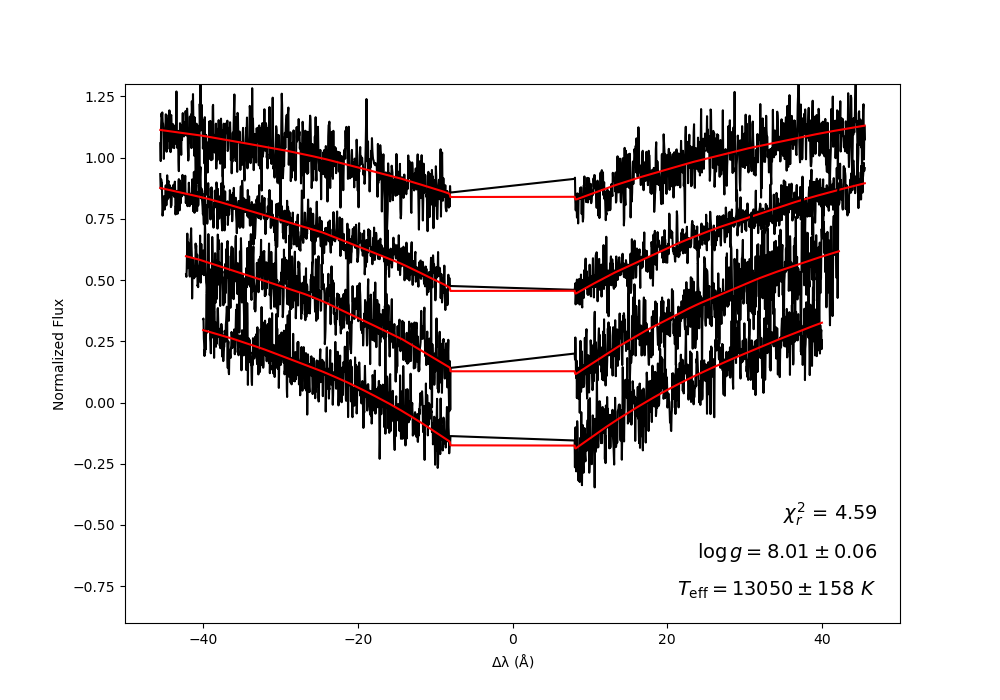 1.25
1.00
0.75
0.50
0.25
0.00
−0.25
−0.50
−0.75
Normalized Flux
χ²ᵣ = 4.59
log g = 8.01 ± 0.06
T_eff = 13050 ± 158 K
−40 −20 0 20 40
Δλ (Å)